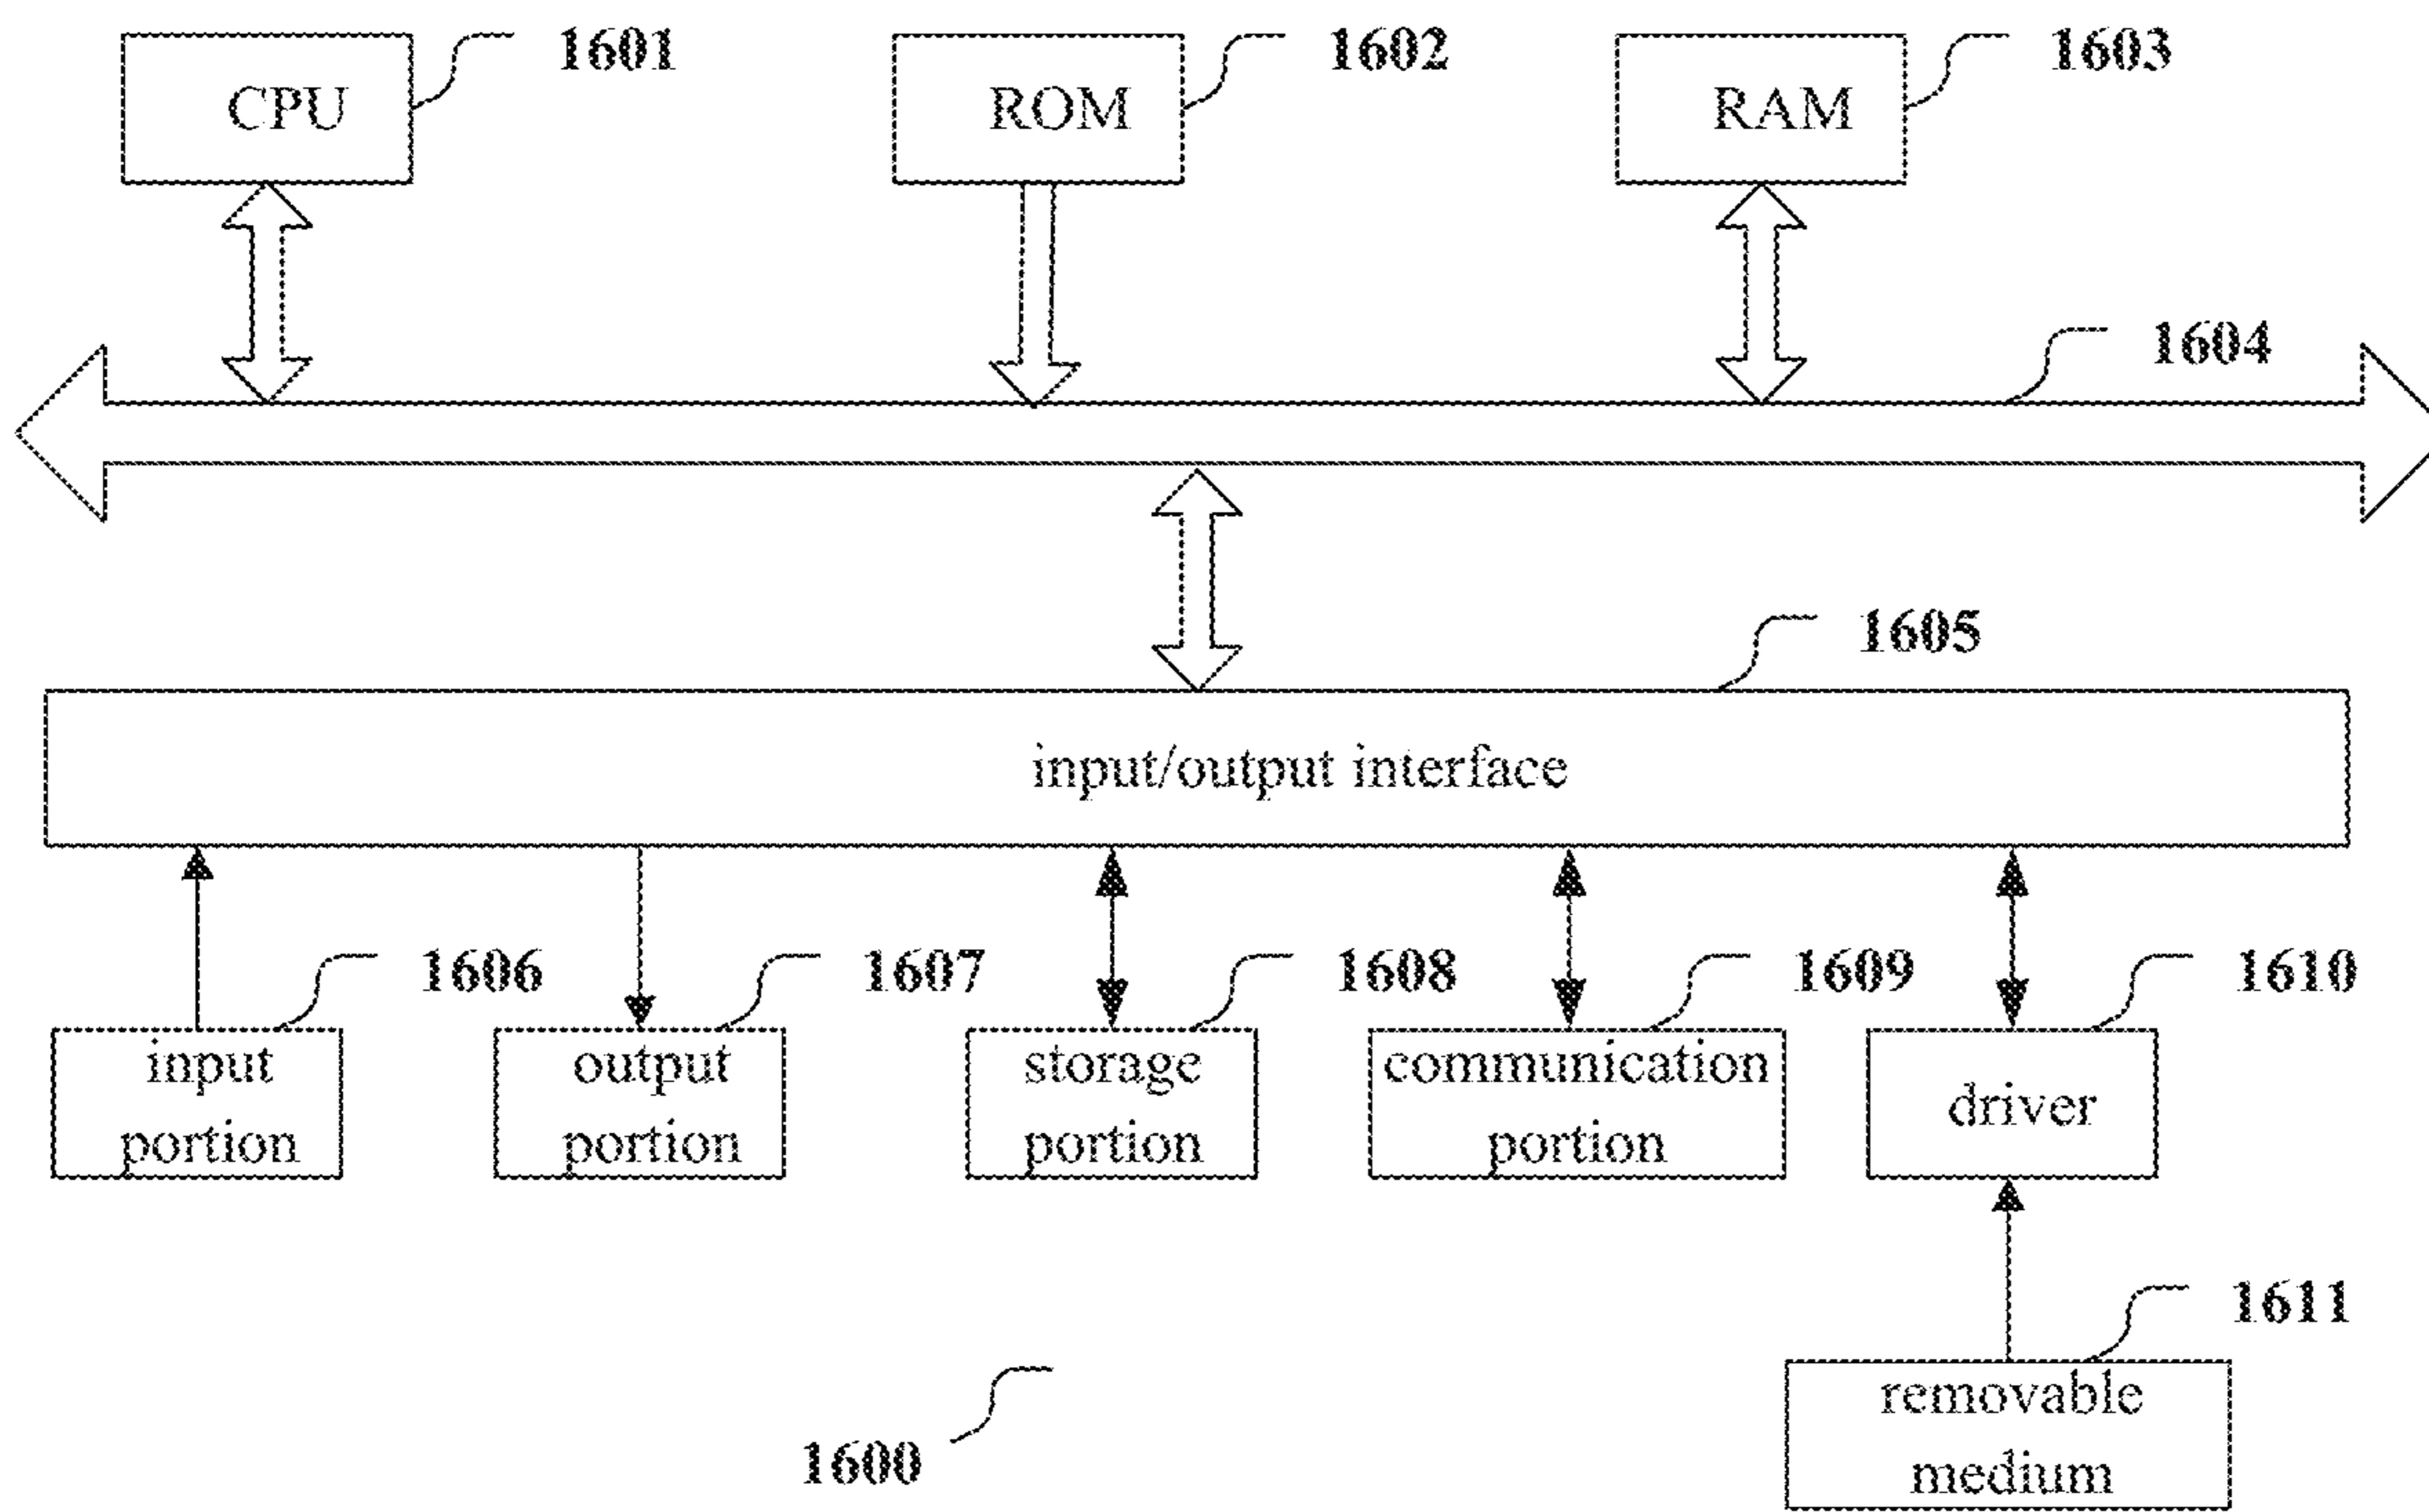 CPU
1601
ROM
1602
RAM
1603
1604
1605
input/output interface
1606
1607
1608
1609
1610
input
portion
output
portion
storage
portion
communication
portion
driver
1611
removable
medium
1600